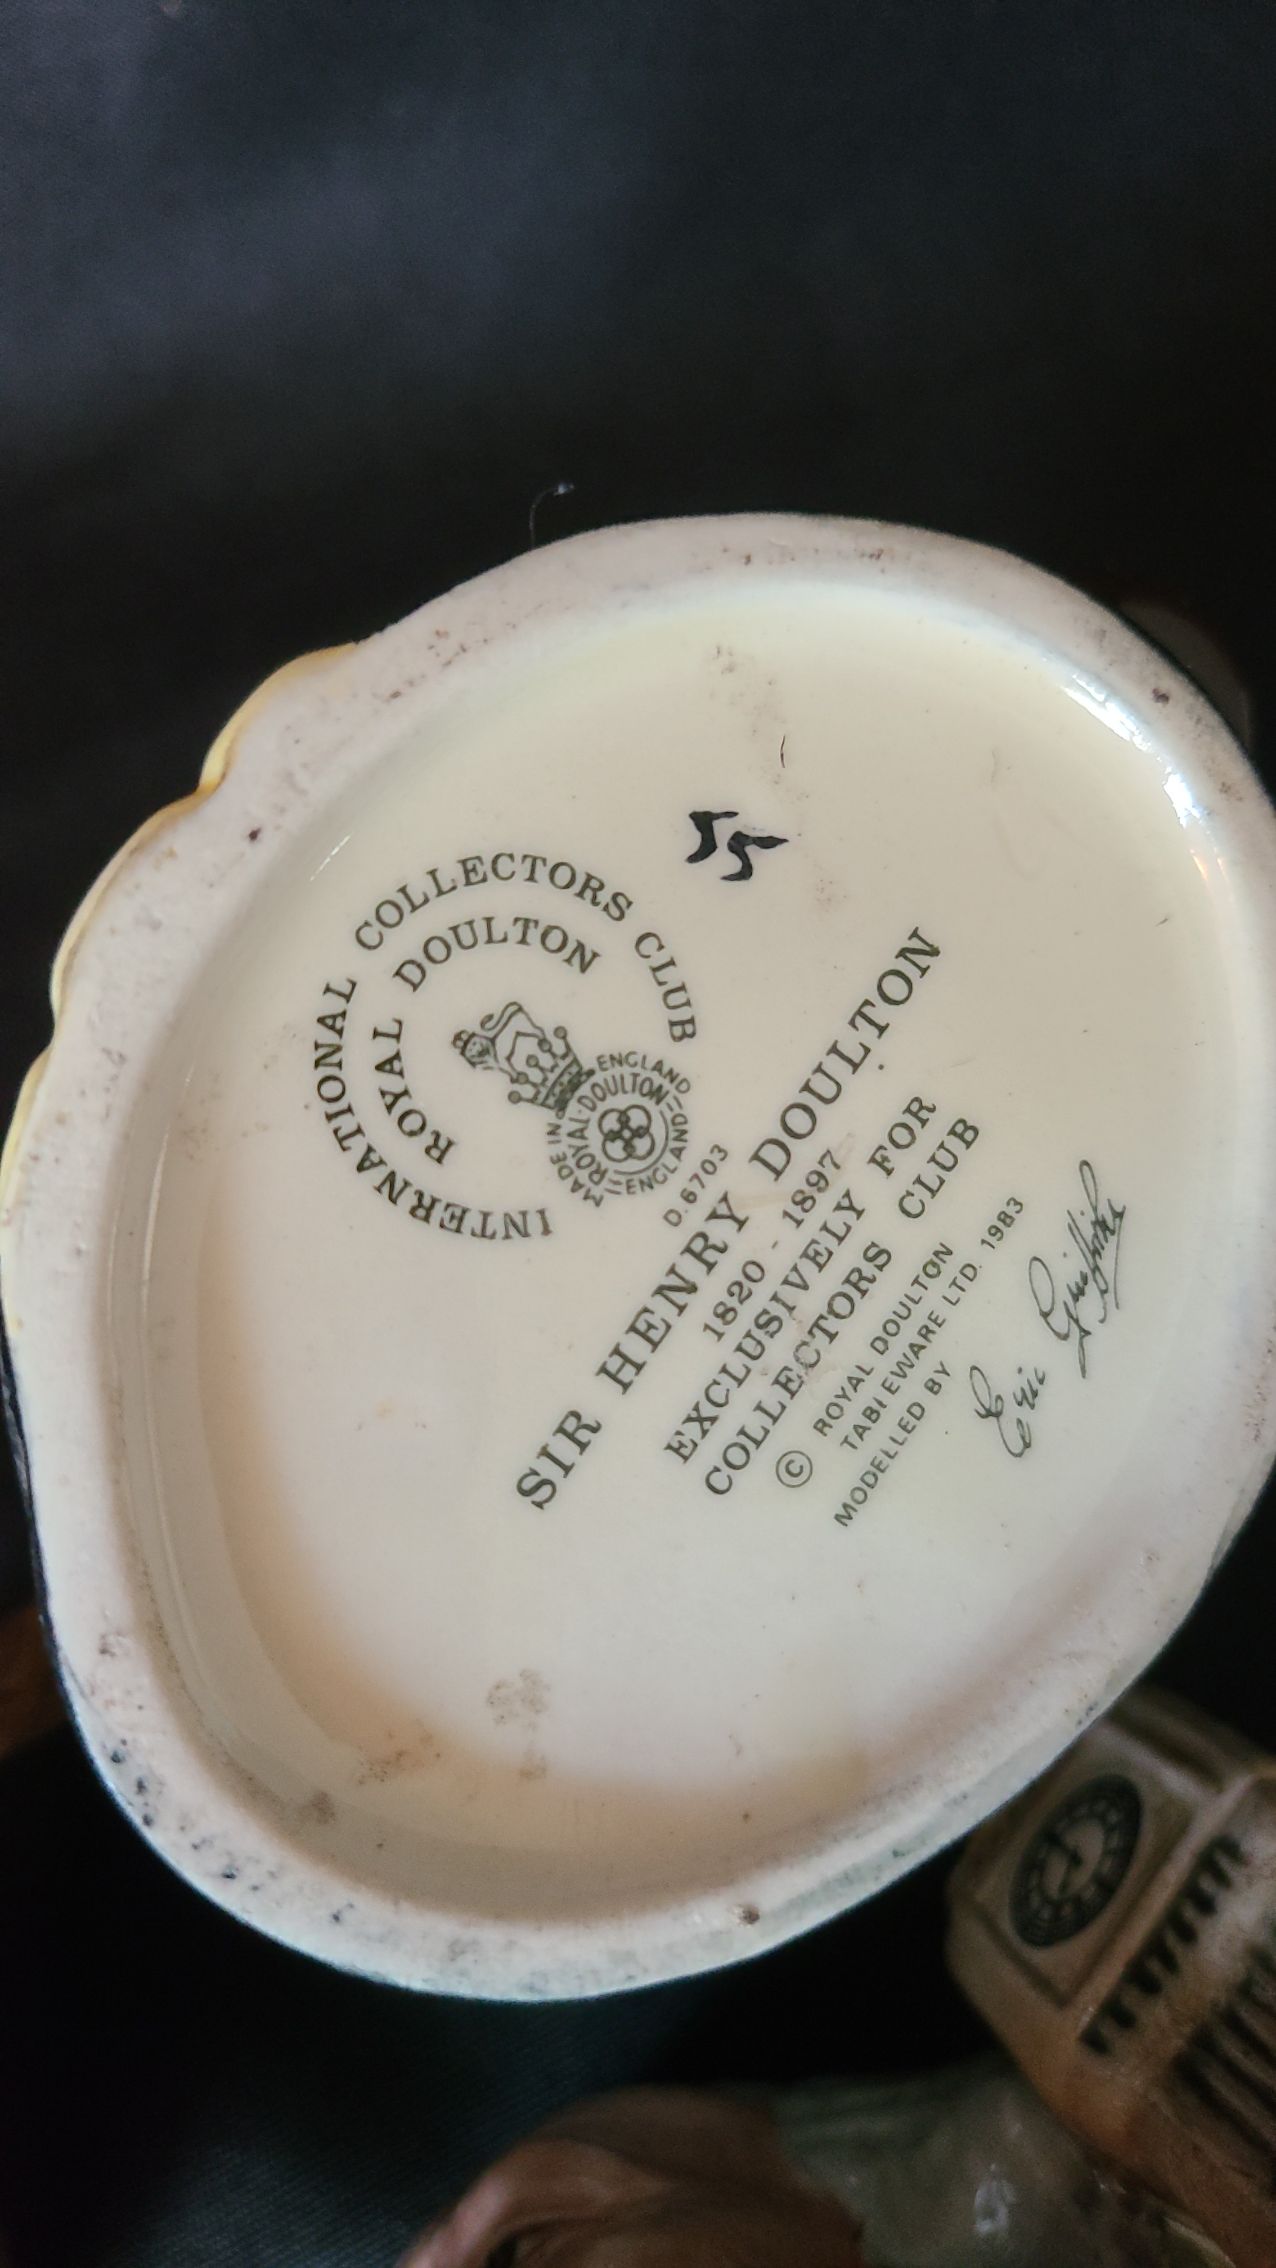 55
INTERNATIONAL COLLECTORS CLUB
ROYAL DOULTON
MADE IN ENGLAND
ROYAL·DOULTON
ENGLAND
D.6703
SIR HENRY DOULTON
1820 - 1897
EXCLUSIVELY FOR
COLLECTORS CLUB
© ROYAL DOULTON
TABLEWARE LTD. 1983
MODELLED BY
Eric Griffiths